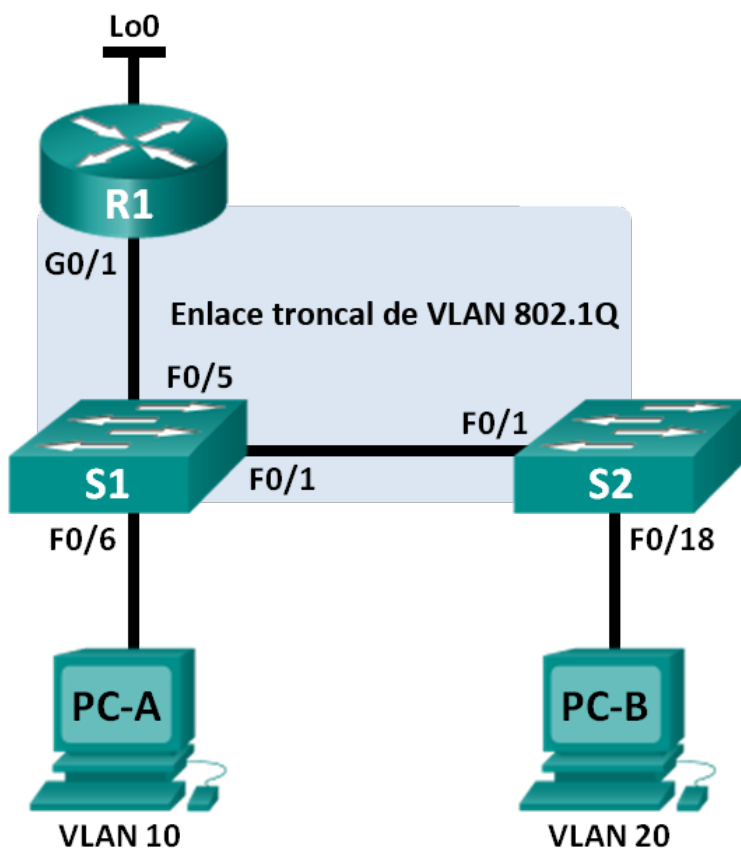 Lo0
R1
G0/1
Enlace troncal de VLAN 802.1Q
F0/5
F0/1
S1
F0/1
S2
F0/6
F0/18
PC-A
PC-B
VLAN 10
VLAN 20